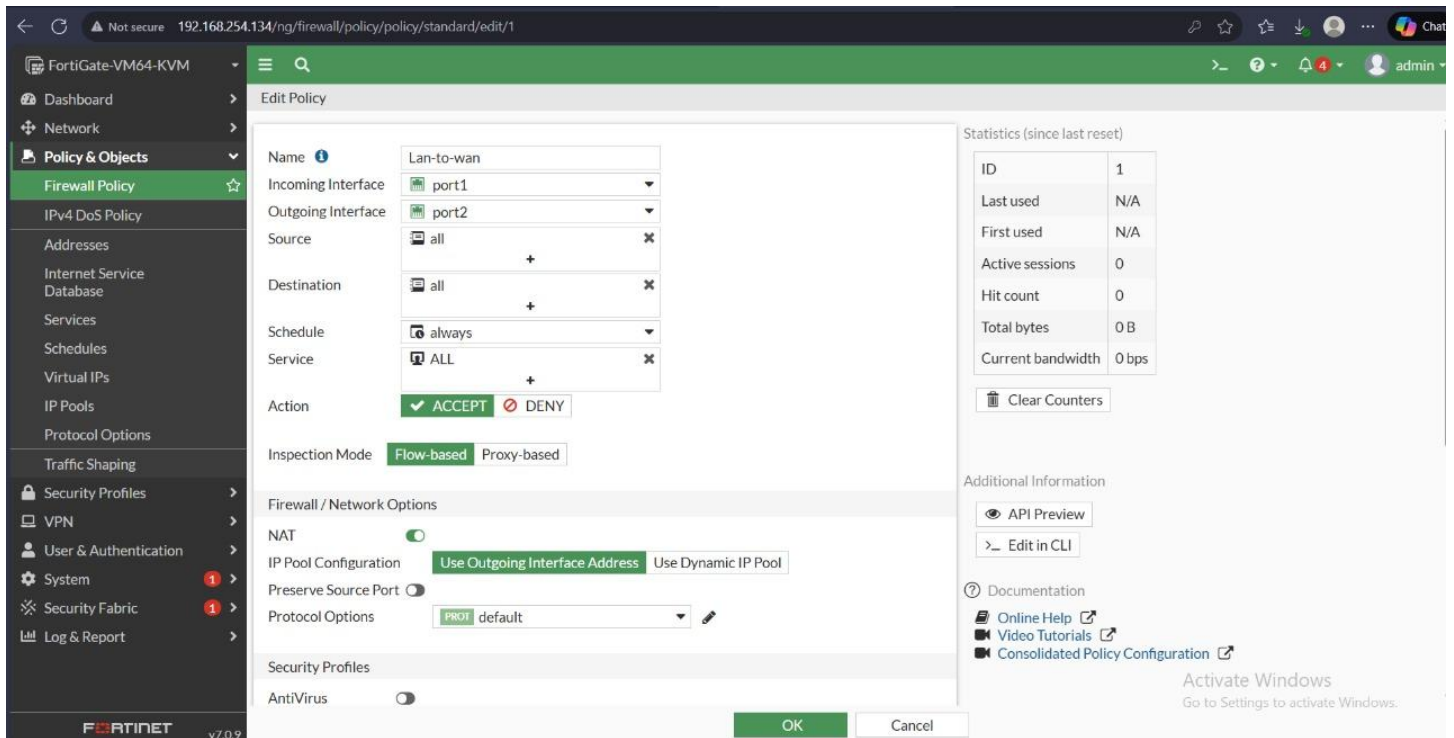 Not secure 192.168.254.134/ng/firewall/policy/policy/standard/edit/1
Chat
FortiGate-VM64-KVM
>_
?
4
admin
Dashboard
Network
Policy & Objects
Firewall Policy
IPv4 DoS Policy
Addresses
Internet Service
Database
Services
Schedules
Virtual IPs
IP Pools
Protocol Options
Traffic Shaping
Security Profiles
VPN
User & Authentication
System 1
Security Fabric 1
Log & Report
FORTINET v7.0.9
Edit Policy
Name Lan-to-wan
Incoming Interface port1
Outgoing Interface port2
Source all
+
Destination all
+
Schedule always
Service ALL
+
Action ACCEPT DENY
Inspection Mode Flow-based Proxy-based
Firewall / Network Options
NAT
IP Pool Configuration Use Outgoing Interface Address Use Dynamic IP Pool
Preserve Source Port
Protocol Options PROT default
Security Profiles
AntiVirus
OK Cancel
Statistics (since last reset)
ID 1
Last used N/A
First used N/A
Active sessions 0
Hit count 0
Total bytes 0 B
Current bandwidth 0 bps
Clear Counters
Additional Information
API Preview
>_ Edit in CLI
Documentation
Online Help
Video Tutorials
Consolidated Policy Configuration
Activate Windows
Go to Settings to activate Windows.